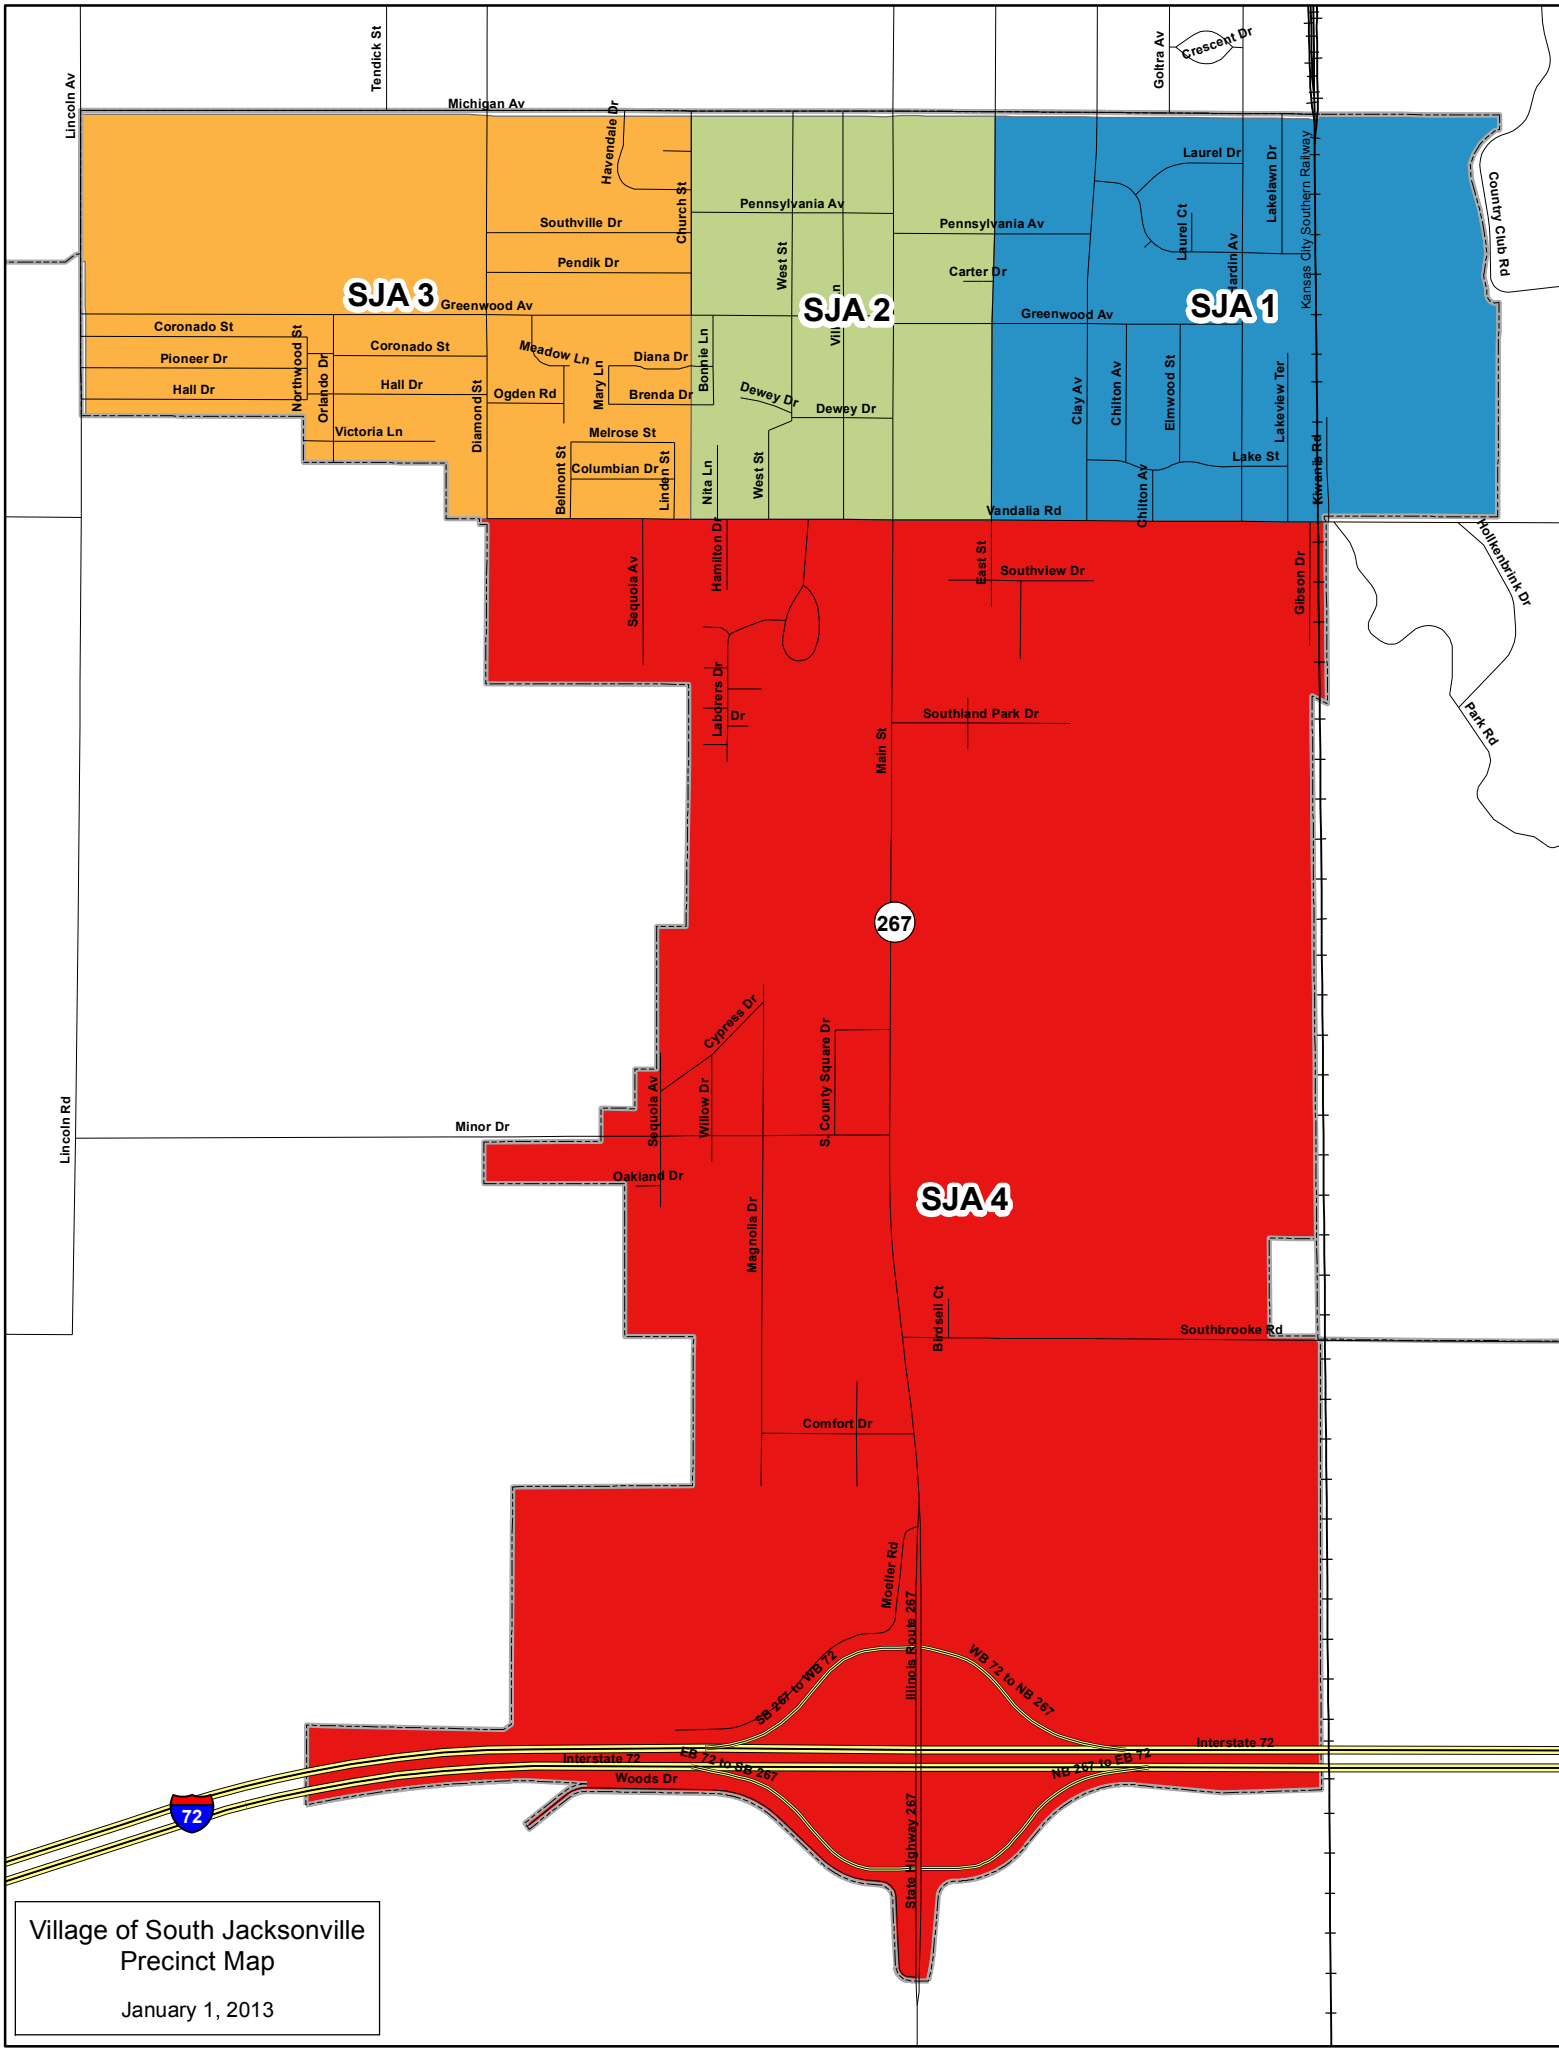 Lincoln Av
Tendick St
Goltra Av
Crescent Dr
Michigan Av
Havendale Dr
Church St
Laurel Dr
Lakelawn Dr
Kansas City Southern Railway
Country Club Rd
Pennsylvania Av
Southville Dr
Pennsylvania Av
Laurel Ct
Hardin Av
West St
Pendik Dr
Carter Dr
SJA 3
SJA 2
SJA 1
Greenwood Av
Greenwood Av
Coronado St
Northwood St
Orlando Dr
Coronado St
Meadow Ln
Diana Dr
Bonnie Ln
Pioneer Dr
Hall Dr
Hall Dr
Diamond St
Ogden Rd
Mary Ln
Brenda Dr
Dewey Dr
Dewey Dr
Clay Av
Chilton Av
Elmwood St
Lakeview Ter
Victoria Ln
Melrose St
Belmont St
Columbian Dr
Linden St
Nita Ln
West St
Lake St
Kiwanis Rd
Chilton Av
Vandalia Rd
Hamilton Dr
Sequoia Av
East St
Southview Dr
Gibson Dr
Hollkenbrink Dr
Laborers Dr
Dr
Southland Park Dr
Main St
Park Rd
267
Cypress Dr
S. County Square Dr
Lincoln Rd
Minor Dr
Sequoia Av
Willow Dr
Oakland Dr
Magnolia Dr
SJA 4
Birdsell Ct
Southbrooke Rd
Comfort Dr
Moeller Rd
Illinois Route 267
SB 267 to WB 72
WB 72 to NB 267
Interstate 72
Interstate 72
EB 72 to SB 267
NB 267 to EB 72
Woods Dr
72
State Highway 267
Village of South Jacksonville
Precinct Map
January 1, 2013